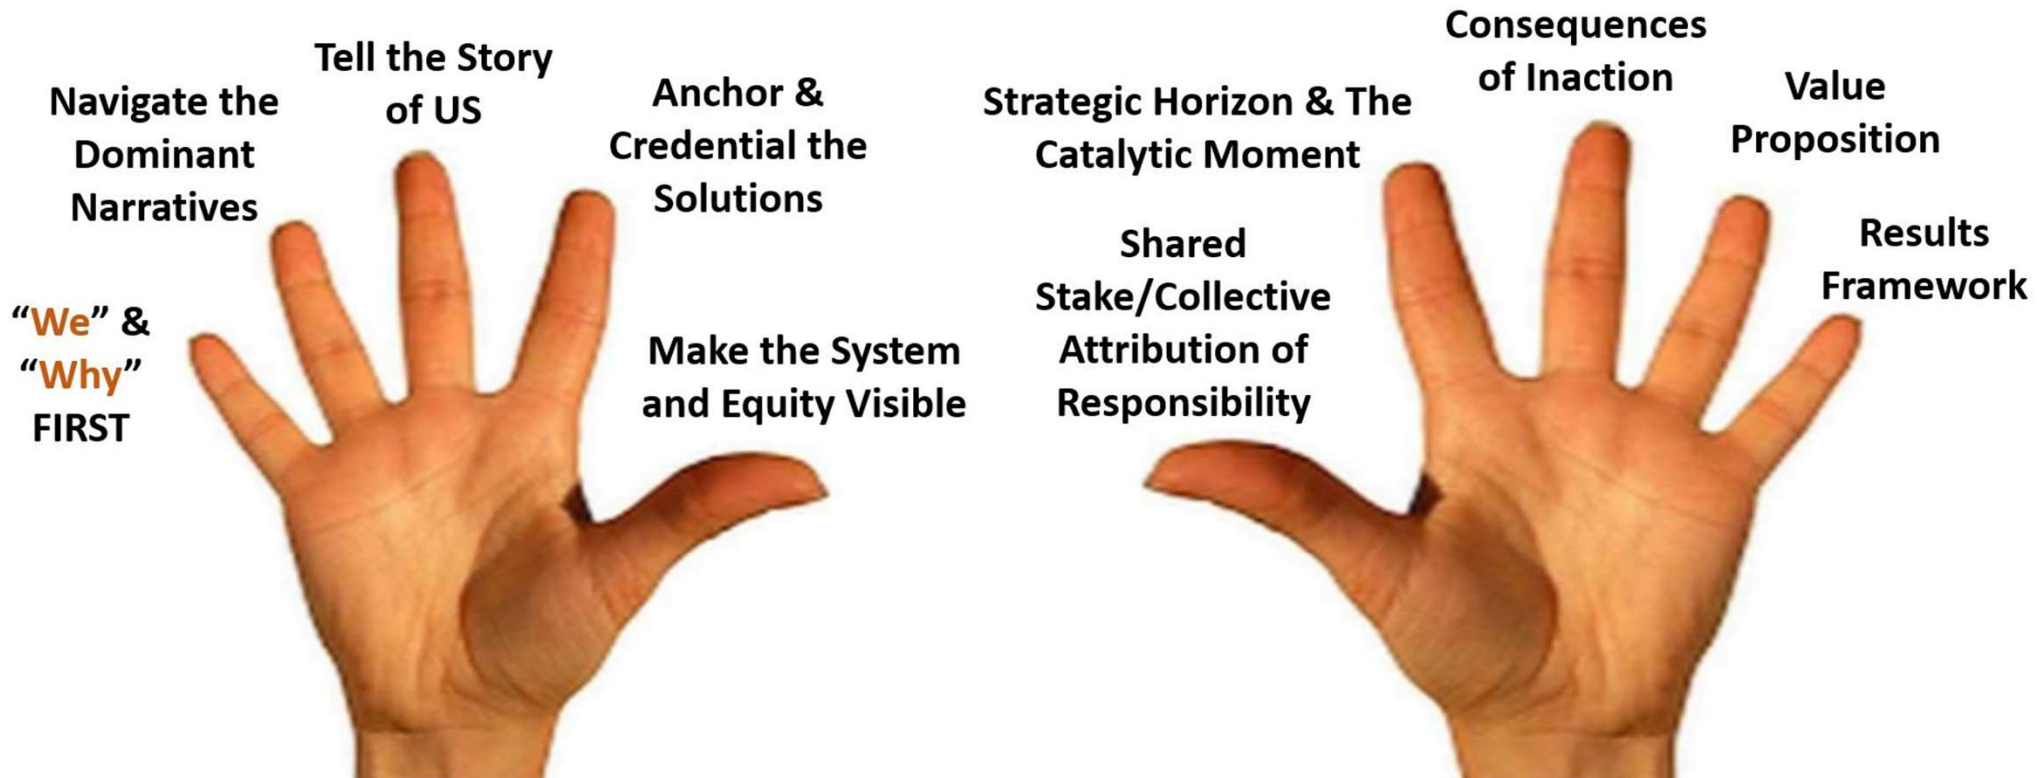 “We” &
“Why”
FIRST
Navigate the
Dominant
Narratives
Tell the Story
of US
Anchor &
Credential the
Solutions
Make the System
and Equity Visible
Shared
Stake/Collective
Attribution of
Responsibility
Strategic Horizon & The
Catalytic Moment
Consequences
of Inaction
Value
Proposition
Results
Framework